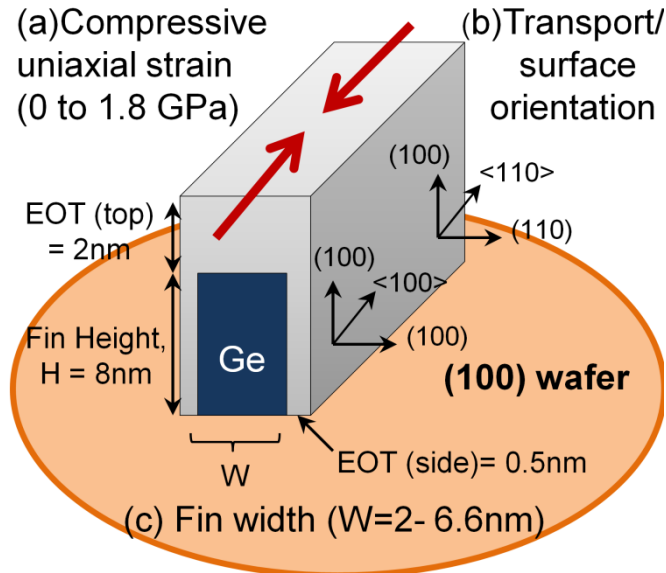 (a)Compressive
uniaxial strain
(0 to 1.8 GPa)
(b)Transport/
surface
orientation
(100)
<110>
(110)
EOT (top)
= 2nm
(100)
<100>
(100)
Fin Height,
H = 8nm
Ge
(100) wafer
W
EOT (side)= 0.5nm
(c) Fin width (W=2- 6.6nm)